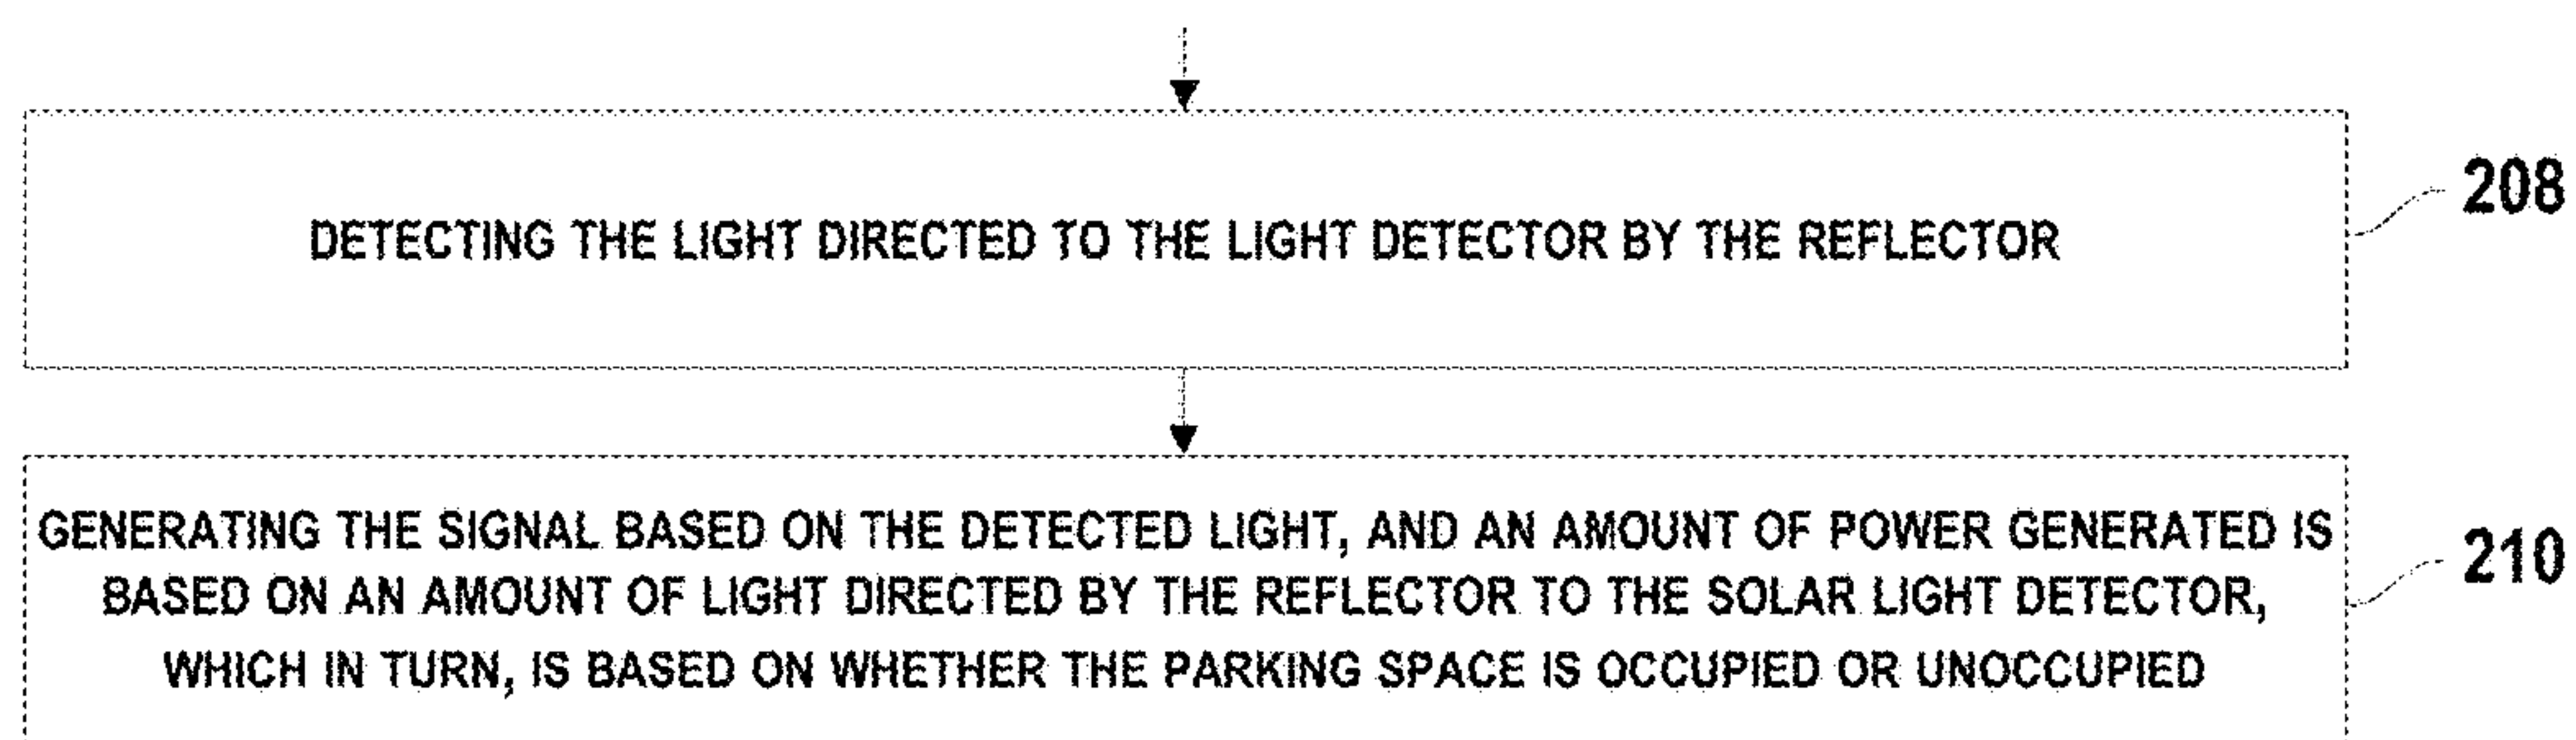 DETECTING THE LIGHT DIRECTED TO THE LIGHT DETECTOR BY THE REFLECTOR
208
GENERATING THE SIGNAL BASED ON THE DETECTED LIGHT, AND AN AMOUNT OF POWER GENERATED IS
BASED ON AN AMOUNT OF LIGHT DIRECTED BY THE REFLECTOR TO THE SOLAR LIGHT DETECTOR,
WHICH IN TURN, IS BASED ON WHETHER THE PARKING SPACE IS OCCUPIED OR UNOCCUPIED
210